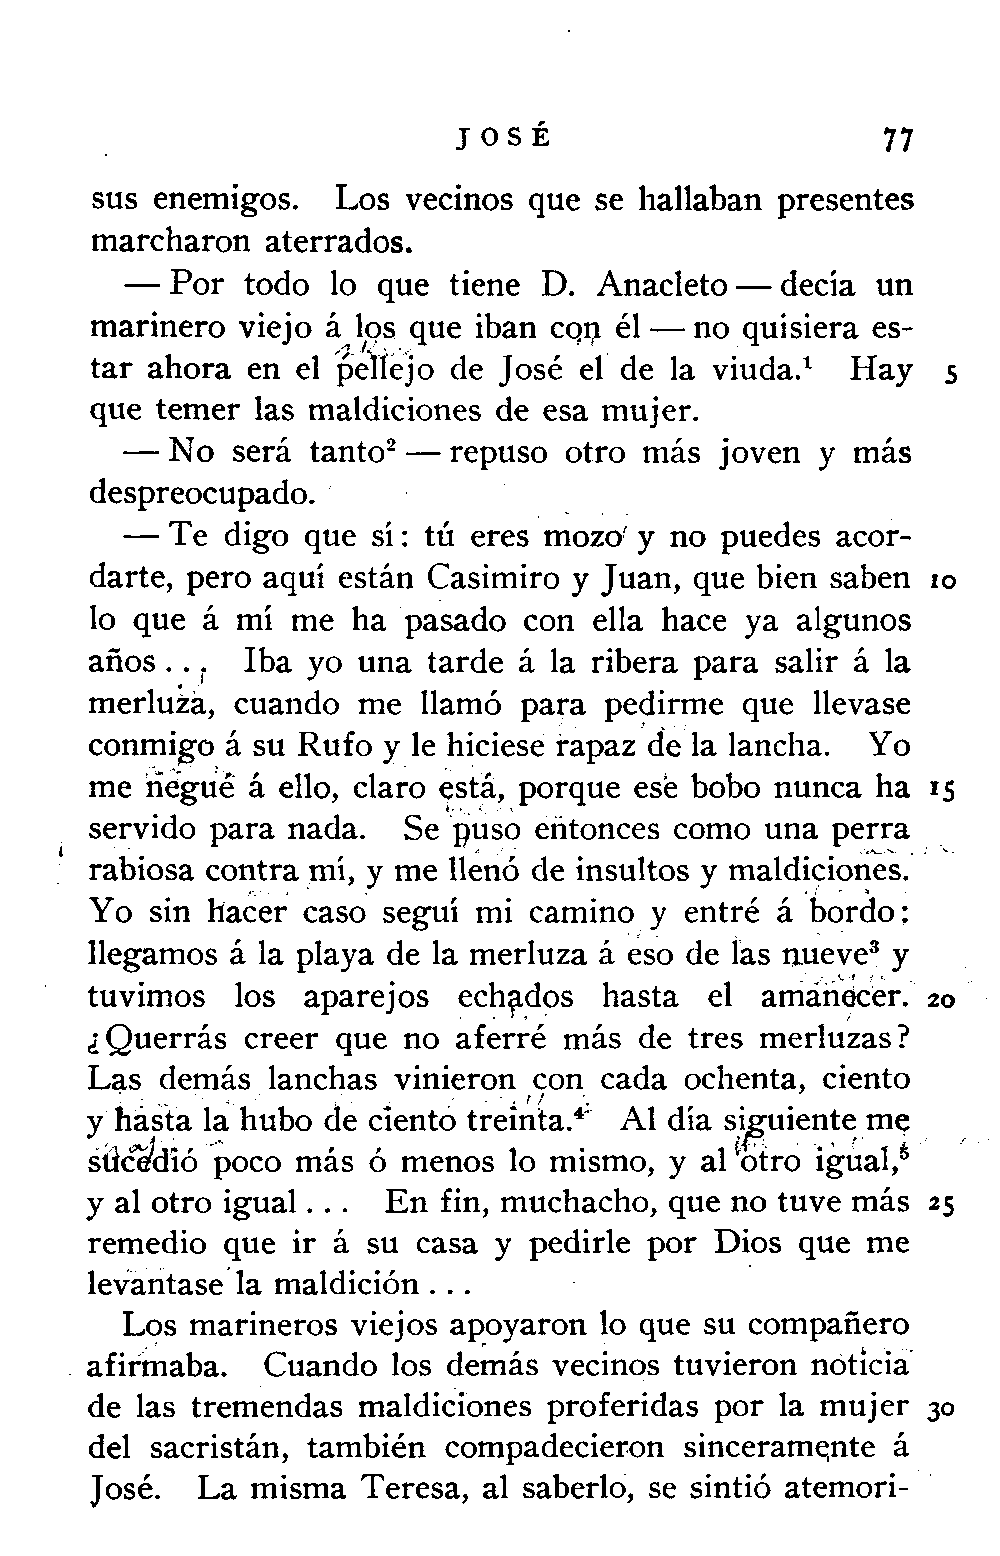 JOSÉ 77
sus enemigos. Los vecinos que se hallaban presentes
marcharon aterrados.
— Por todo lo que tiene D. Anacleto — decía un
marinero viejo á los que iban con él — no quisiera es-
tar ahora en el pellejo de José el de la viuda.¹ Hay 5
que temer las maldiciones de esa mujer.
— No será tanto² — repuso otro más joven y más
despreocupado.
— Te digo que sí: tú eres mozo y no puedes acor-
darte, pero aquí están Casimiro y Juan, que bien saben 10
lo que á mí me ha pasado con ella hace ya algunos
años . . . Iba yo una tarde á la ribera para salir á la
merluza, cuando me llamó para pedirme que llevase
conmigo á su Rufo y le hiciese rapaz de la lancha. Yo
me negué á ello, claro está, porque ese bobo nunca ha 15
servido para nada. Se puso entonces como una perra
rabiosa contra mí, y me llenó de insultos y maldiciones.
Yo sin hacer caso seguí mi camino y entré á bordo:
llegamos á la playa de la merluza á eso de las nueve³ y
tuvimos los aparejos echados hasta el amanecer. 20
¿Querrás creer que no aferré más de tres merluzas?
Las demás lanchas vinieron con cada ochenta, ciento
y hasta la hubo de ciento treinta.⁴ Al día siguiente me
sucedió poco más ó menos lo mismo, y al otro igual,⁵
y al otro igual . . . En fin, muchacho, que no tuve más 25
remedio que ir á su casa y pedirle por Dios que me
levantase la maldición . . .
Los marineros viejos apoyaron lo que su compañero
afirmaba. Cuando los demás vecinos tuvieron noticia
de las tremendas maldiciones proferidas por la mujer 30
del sacristán, también compadecieron sinceramente á
José. La misma Teresa, al saberlo, se sintió atemori-